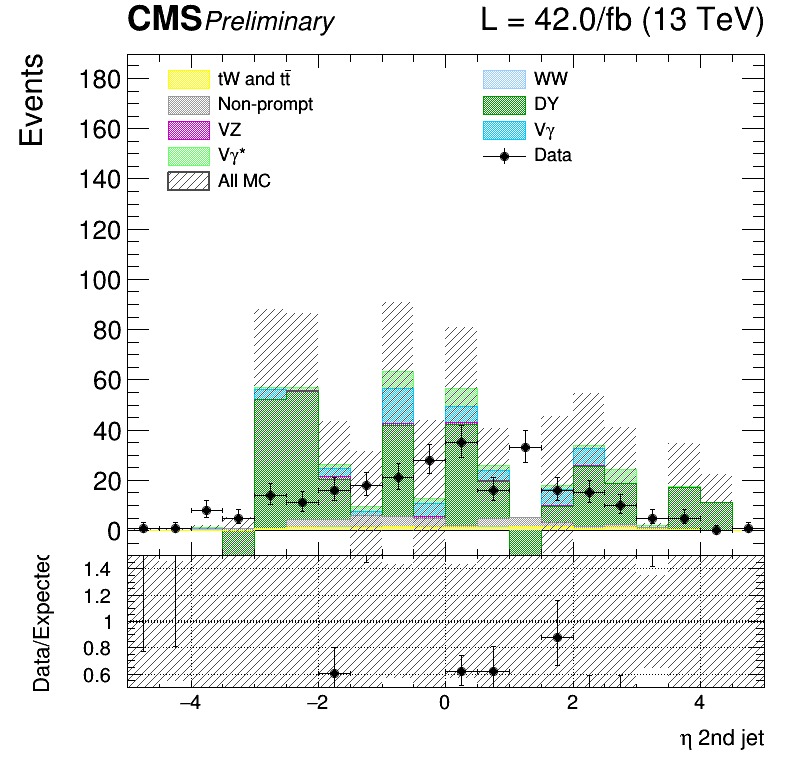 CMS Preliminary L = 42.0/fb (13 TeV)
Events
180
160
140
120
100
80
60
40
20
0
tW and tt̄
Non-prompt
VZ
Vγ*
All MC
WW
DY
Vγ
Data
Data/Expected
1.4
1.2
1
0.8
0.6
−4 −2 0 2 4
η 2nd jet